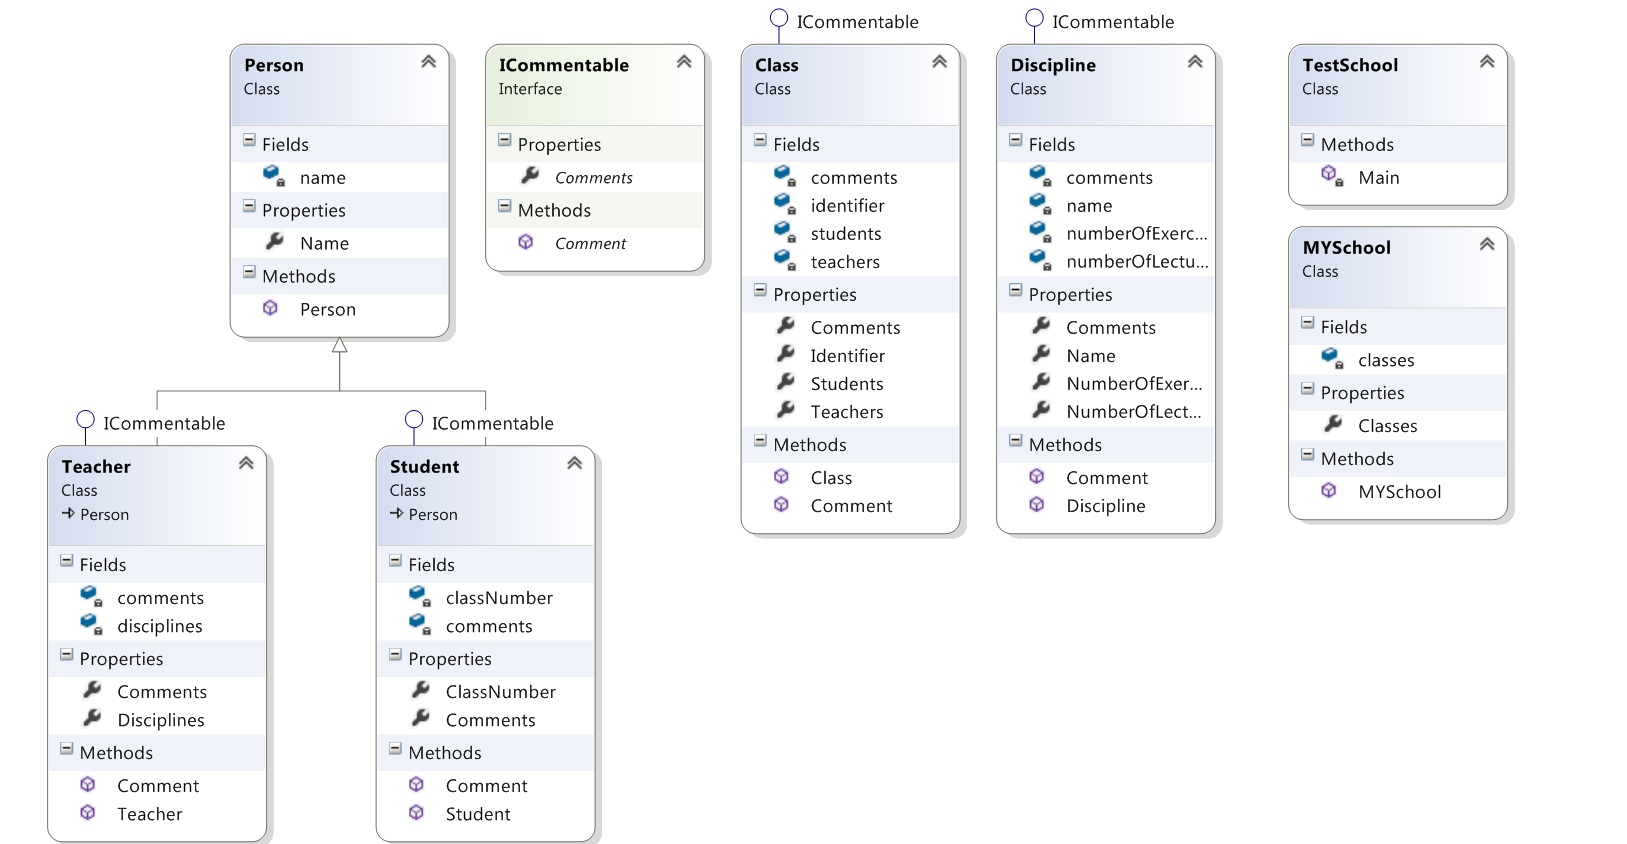 Person
Class
Fields
name
Properties
Name
Methods
Person
ICommentable
Interface
Properties
Comments
Methods
Comment
ICommentable
Class
Class
Fields
comments
identifier
students
teachers
Properties
Comments
Identifier
Students
Teachers
Methods
Class
Comment
ICommentable
Discipline
Class
Fields
comments
name
numberOfExerc...
numberOfLectu...
Properties
Comments
Name
NumberOfExer...
NumberOfLect...
Methods
Comment
Discipline
TestSchool
Class
Methods
Main
MYSchool
Class
Fields
classes
Properties
Classes
Methods
MYSchool
ICommentable
Teacher
Class
Person
Fields
comments
disciplines
Properties
Comments
Disciplines
Methods
Comment
Teacher
ICommentable
Student
Class
Person
Fields
classNumber
comments
Properties
ClassNumber
Comments
Methods
Comment
Student